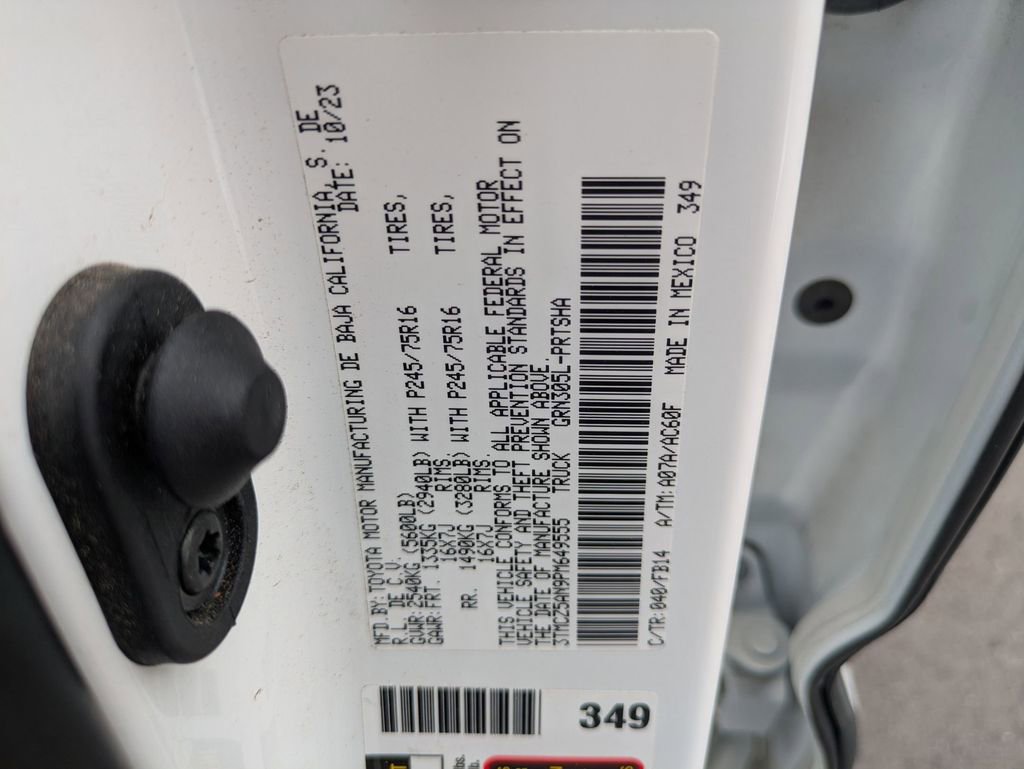 MFD.BY: TOYOTA MOTOR MANUFACTURING DE BAJA CALIFORNIA, S. DE
R.L. DE C.V. DATE: 10/23
GVWR: 2540KG (5600LB)
GAWR: FRT. 1335KG (2940LB) WITH P245/75R16 TIRES,
16X7J RIMS
RR. 1490KG (3280LB) WITH P245/75R16 TIRES,
16X7J RIMS.
THIS VEHICLE CONFORMS TO ALL APPLICABLE FEDERAL MOTOR
VEHICLE SAFETY AND THEFT PREVENTION STANDARDS IN EFFECT ON
THE DATE OF MANUFACTURE SHOWN ABOVE.
3TMCZ5AN9PM649555 TRUCK GRN305L-PRTSHA
C/TR: 040/FB14 A/TM: A07A/AC60F MADE IN MEXICO 349
349